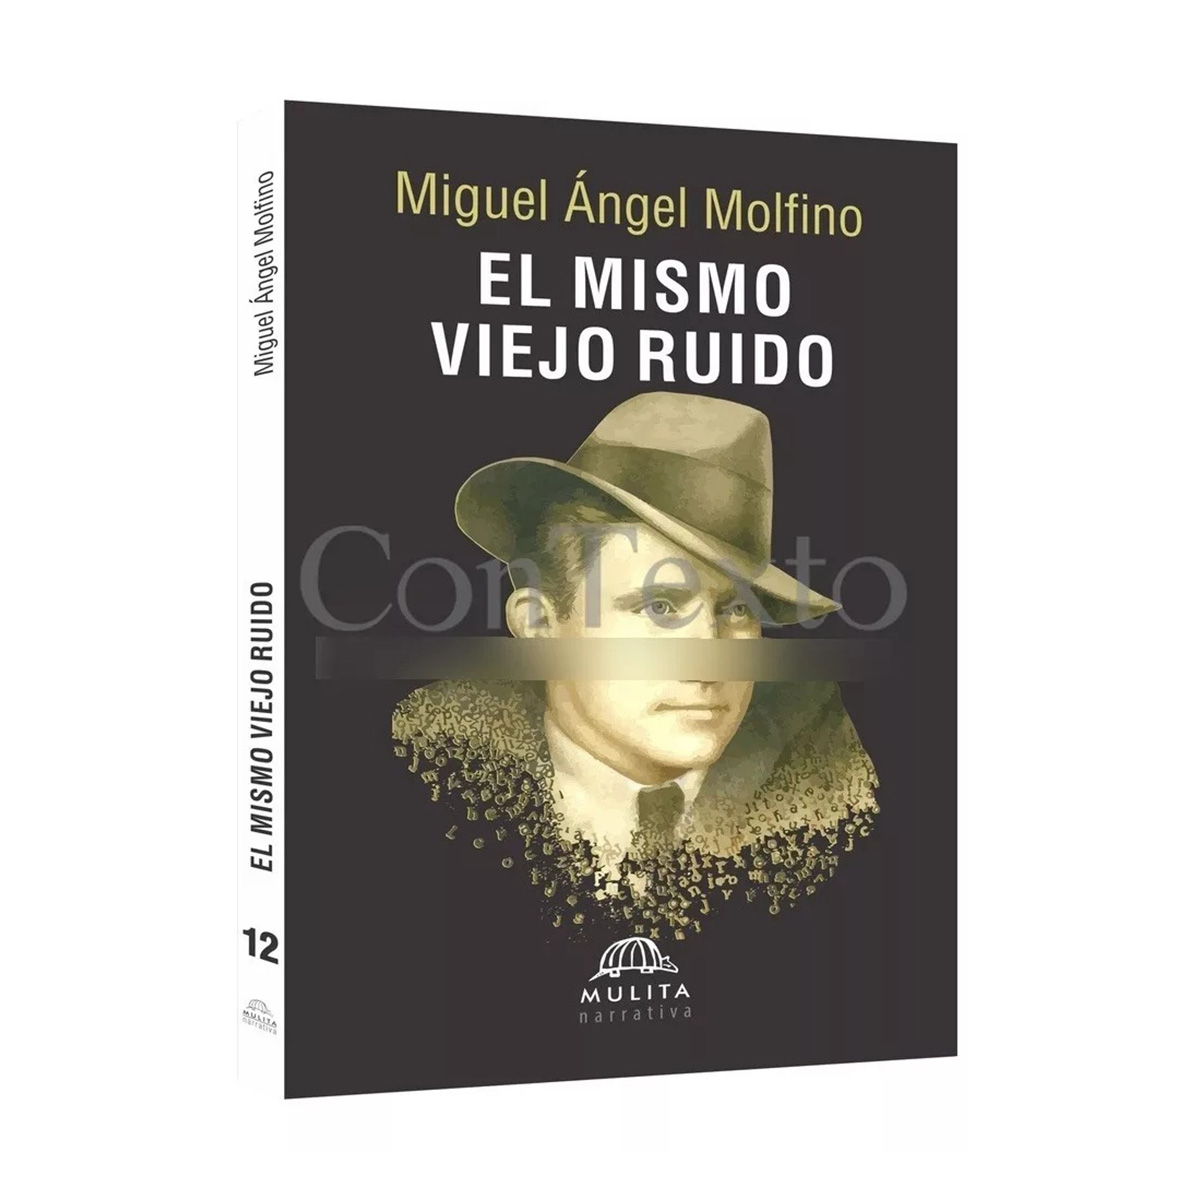 Miguel Ángel Molfino
EL MISMO
VIEJO RUIDO
ConTexto
MULITA
narrativa
Miguel Ángel Molfino
EL MISMO VIEJO RUIDO
12
MULITA
narrativa